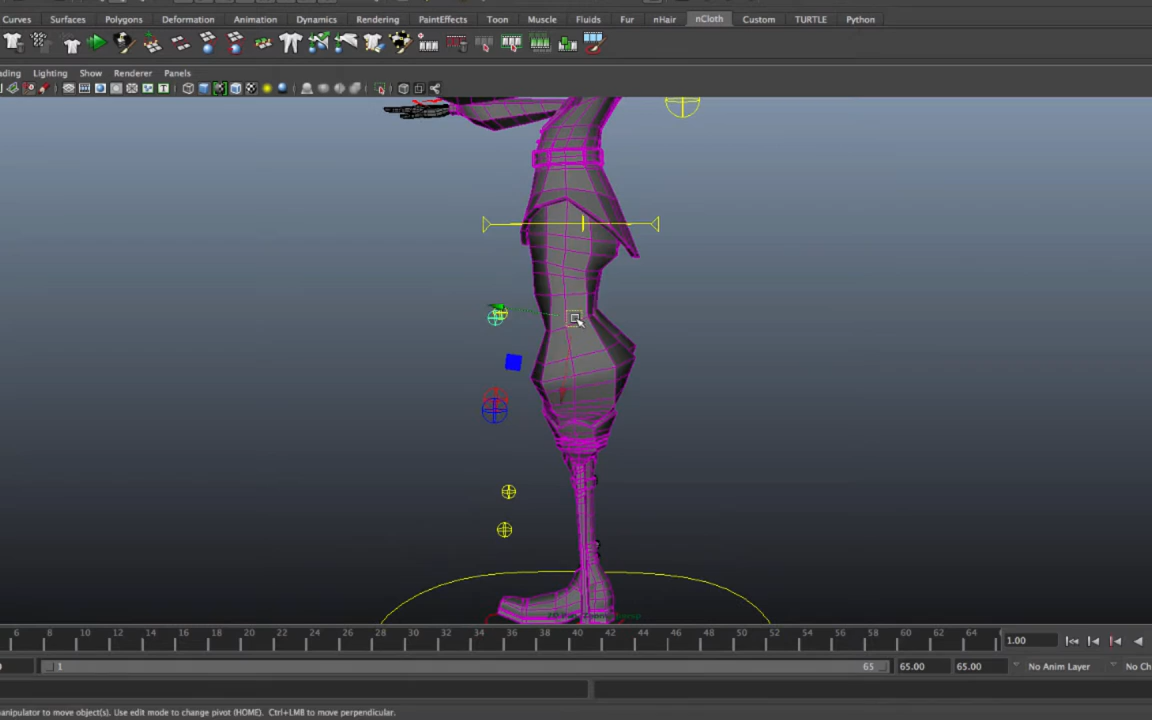 Curves Surfaces Polygons Deformation Animation Dynamics Rendering PaintEffects Toon Muscle Fluids Fur nHair nCloth Custom TURTLE Python
ading Lighting Show Renderer Panels
6 8 10 12 14 16 18 20 22 24 26 28 30 32 34 36 38 40 42 44 46 48 50 52 54 56 58 60 62 64 1.00
1 65 65.00 65.00 No Anim Layer No Ch
anipulator to move object(s). Use edit mode to change pivot (HOME). Ctrl+LMB to move perpendicular.